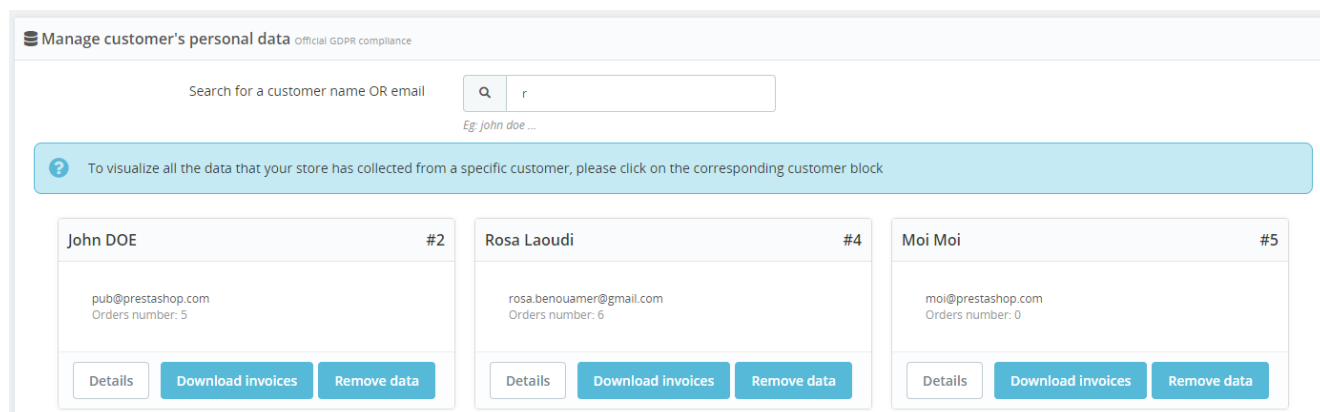 Manage customer's personal data Official GDPR compliance
Search for a customer name OR email
r
Eg: john doe ...
To visualize all the data that your store has collected from a specific customer, please click on the corresponding customer block
John DOE #2
pub@prestashop.com
Orders number: 5
Details Download invoices Remove data
Rosa Laoudi #4
rosa.benouamer@gmail.com
Orders number: 6
Details Download invoices Remove data
Moi Moi #5
moi@prestashop.com
Orders number: 0
Details Download invoices Remove data